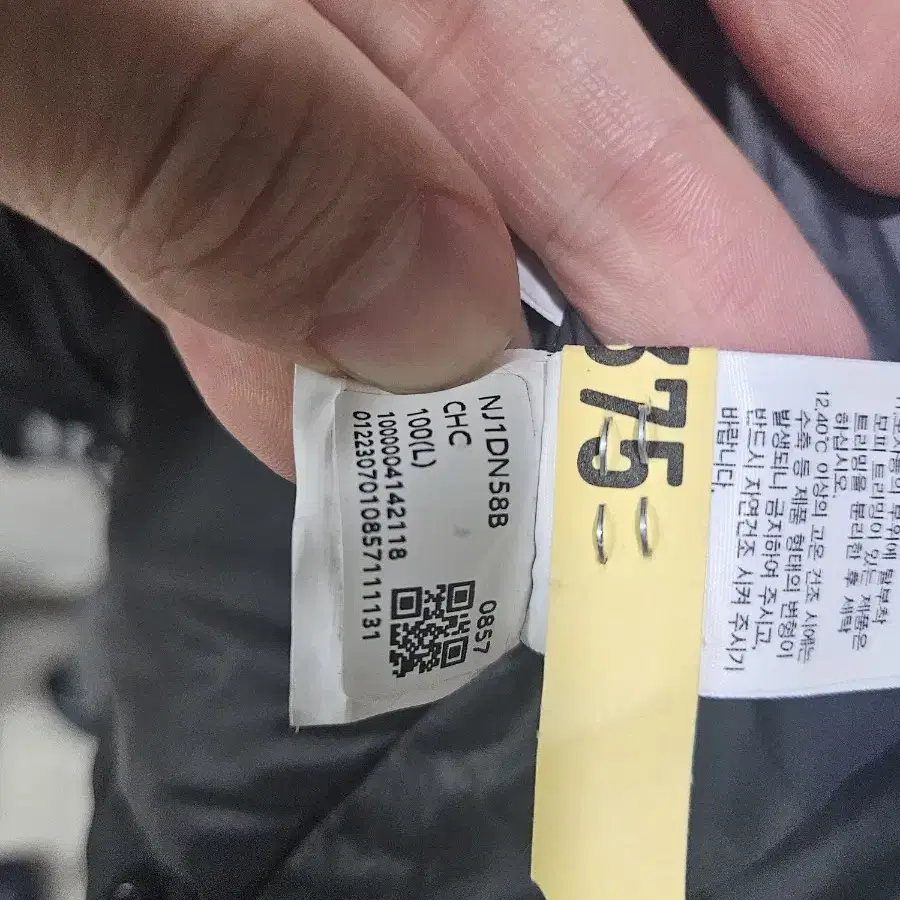 NJ1DN58B 0857
CHC
100(L)
100004142118
0122307010857111131
375
모피 트리밍이 있는 제품은
트리밍을 분리한 후 세탁
하십시오.
12.40℃ 이상의 고온 건조 시에는
수축 등 제품 형태의 변형이
발생되니 금지하여 주시고,
반드시 자연건조 시켜 주시기
바랍니다.